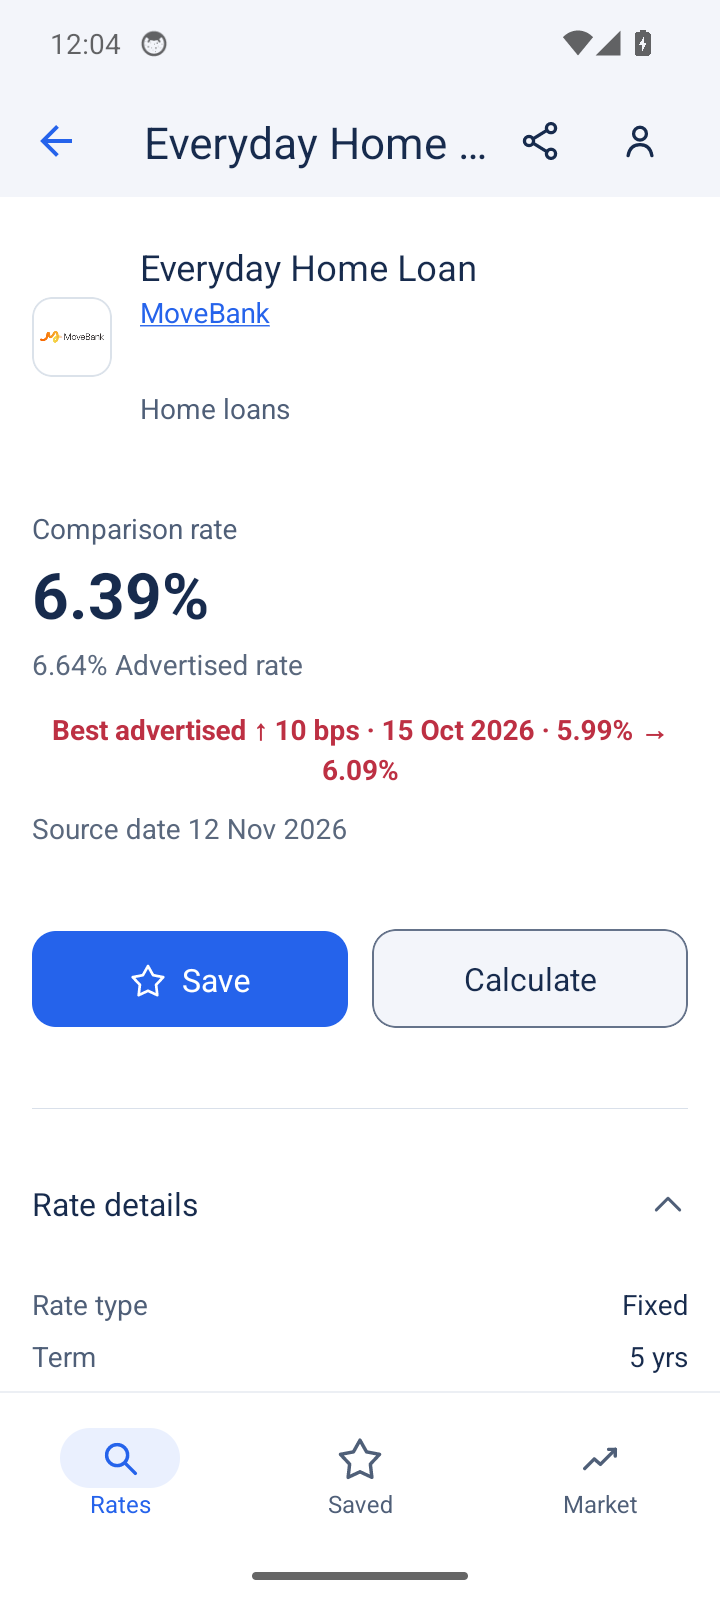 12:04
Everyday Home ...
Everyday Home Loan
MoveBank
MoveBank
Home loans
Comparison rate
6.39%
6.64% Advertised rate
Best advertised ↑ 10 bps · 15 Oct 2026 · 5.99% →
6.09%
Source date 12 Nov 2026
Save
Calculate
Rate details
Rate type Fixed
Term 5 yrs
Rates Saved Market